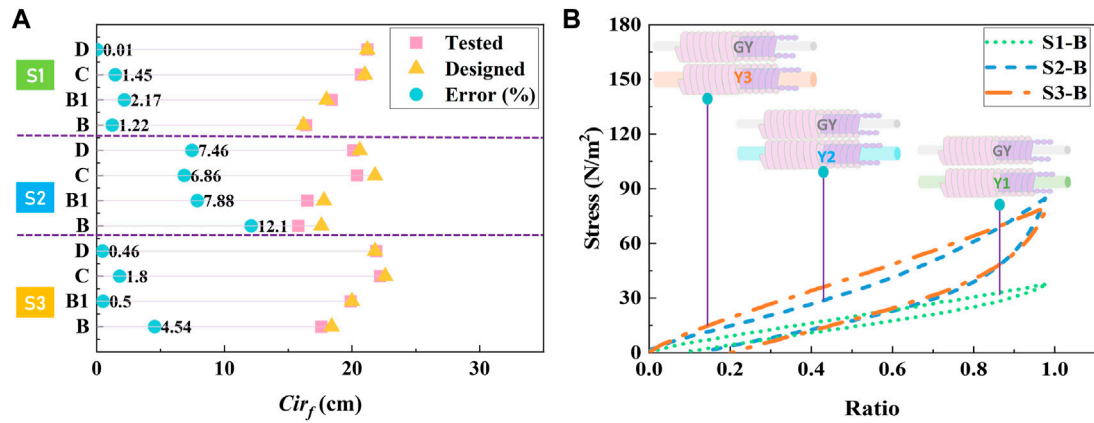 A
S1
S2
S3
D
C
B1
B
D
C
B1
B
D
C
B1
B
0.01
1.45
2.17
1.22
7.46
6.86
7.88
12.1
0.46
1.8
0.5
4.54
Tested
Designed
Error (%)
0
10
20
30
Cir_f (cm)
B
180
150
120
90
60
30
0
Stress (N/m²)
GY
Y3
GY
Y2
GY
Y1
S1-B
S2-B
S3-B
0.0
0.2
0.4
0.6
0.8
1.0
Ratio